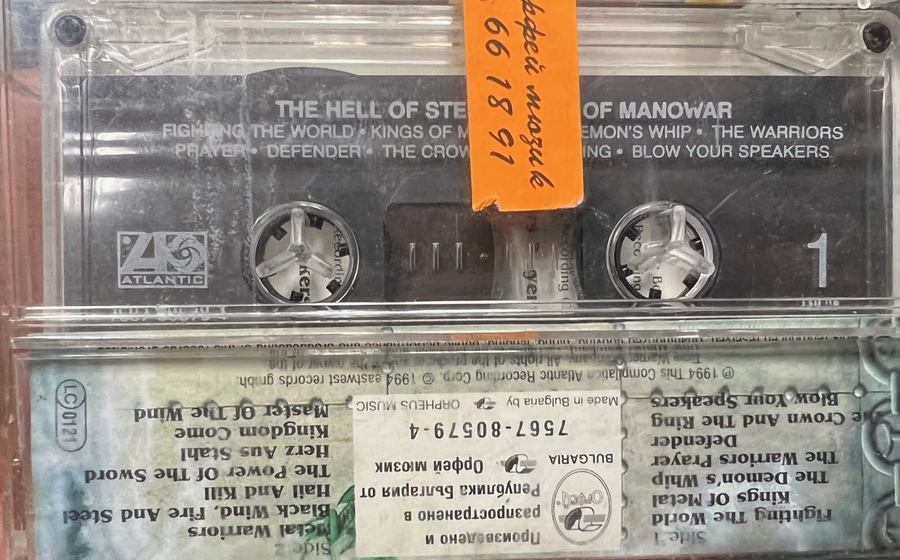 THE HELL OF STE OF MANOWAR
FIGHTING THE WORLD • KINGS OF M EMON'S WHIP • THE WARRIORS
PRAYER • DEFENDER • THE CROW NG • BLOW YOUR SPEAKERS
рфей мюзик
66 18 91
ATLANTIC
1
℗ 1994 This Compilation Atlantic Recording Corp. © 1994 eastwest records gmbh.
LC 0121
Side 1
Fighting The World
Kings Of Metal
The Demon's Whip
The Warriors Prayer
Defender
The Crown And The Ring
Blow Your Speakers
Произведено и
разпространено в
Република България от
BULGARIA Орфей мюзик
7567-80579-4
Made in Bulgaria by ORPHEUS MUSIC
Side 2
Metal Warriors
Black Wind, Fire And Steel
Hail And Kill
The Power Of The Sword
Herz Aus Stahl
Kingdom Come
Master Of The Wind